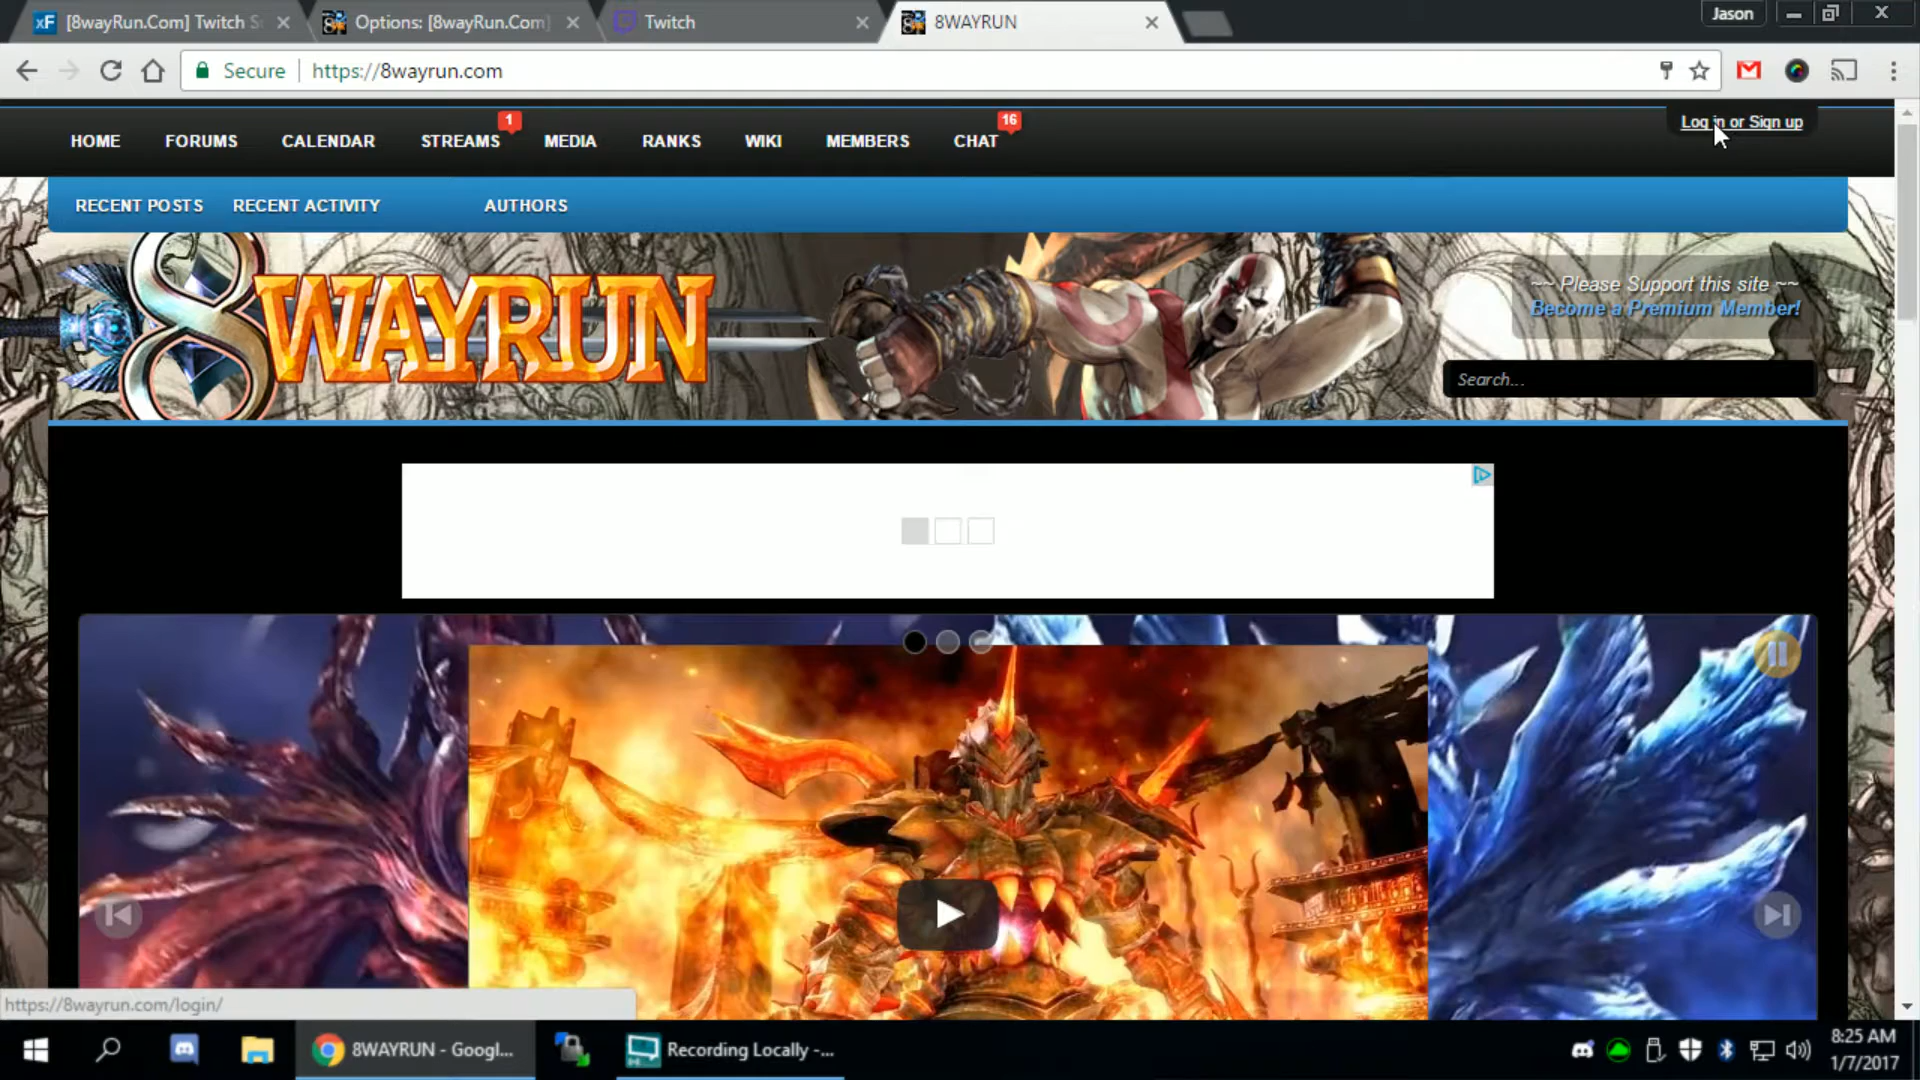 xF [8wayRun.Com] Twitch S
Options: [8wayRun.Com]
Twitch
8WAYRUN
Jason
Secure
https://8wayrun.com
HOME
FORUMS
CALENDAR
STREAMS
1
MEDIA
RANKS
WIKI
MEMBERS
CHAT
16
Log in or Sign up
RECENT POSTS
RECENT ACTIVITY
AUTHORS
8WAYRUN
~~ Please Support this site ~~
Become a Premium Member!
Search...
https://8wayrun.com/login/
8WAYRUN - Googl...
Recording Locally -...
8:25 AM
1/7/2017